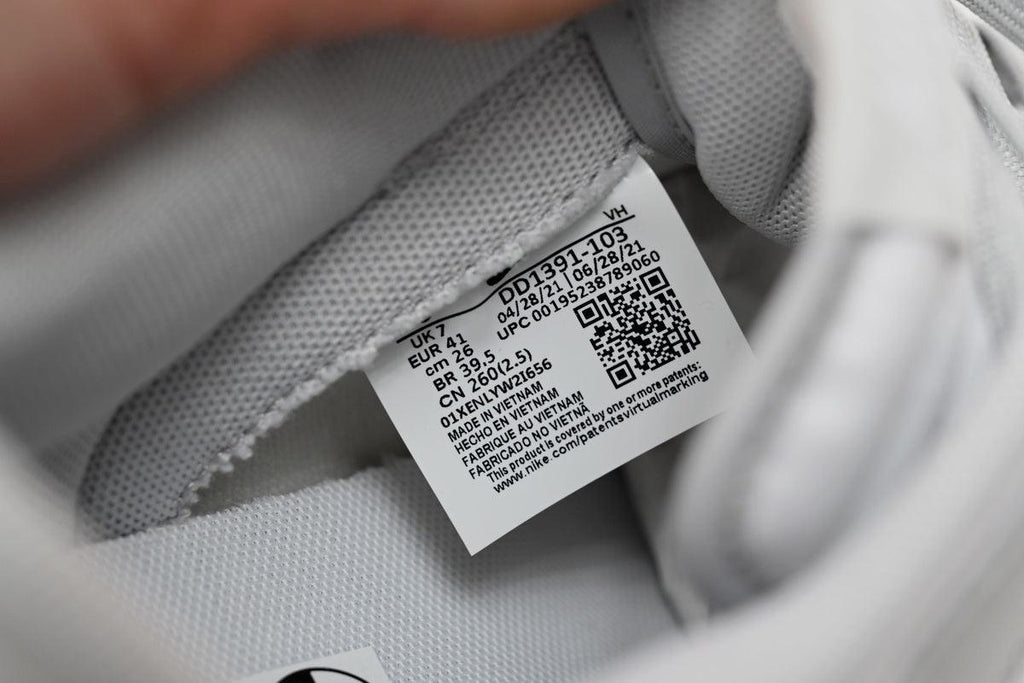 VH
DD1391-103
04/28/21 | 06/28/21
UPC 00195238789060
UK 7
EUR 41
cm 26
BR 39.5
CN 260(2.5)
01XENLYW2I656
MADE IN VIETNAM
HECHO EN VIETNAM
FABRIQUE AU VIETNAM
FABRICADO NO VIETNÃ
This product is covered by one or more patents:
www.nike.com/patentsvirtualmarking